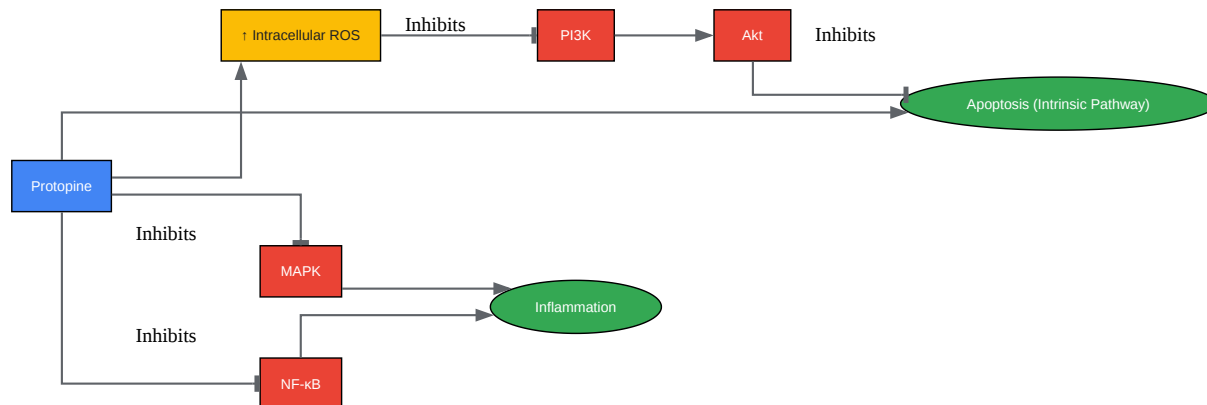 ↑ Intracellular ROS
Inhibits
PI3K
Akt
Inhibits
Apoptosis (Intrinsic Pathway)
Protopine
Inhibits
MAPK
Inflammation
Inhibits
NF-κB